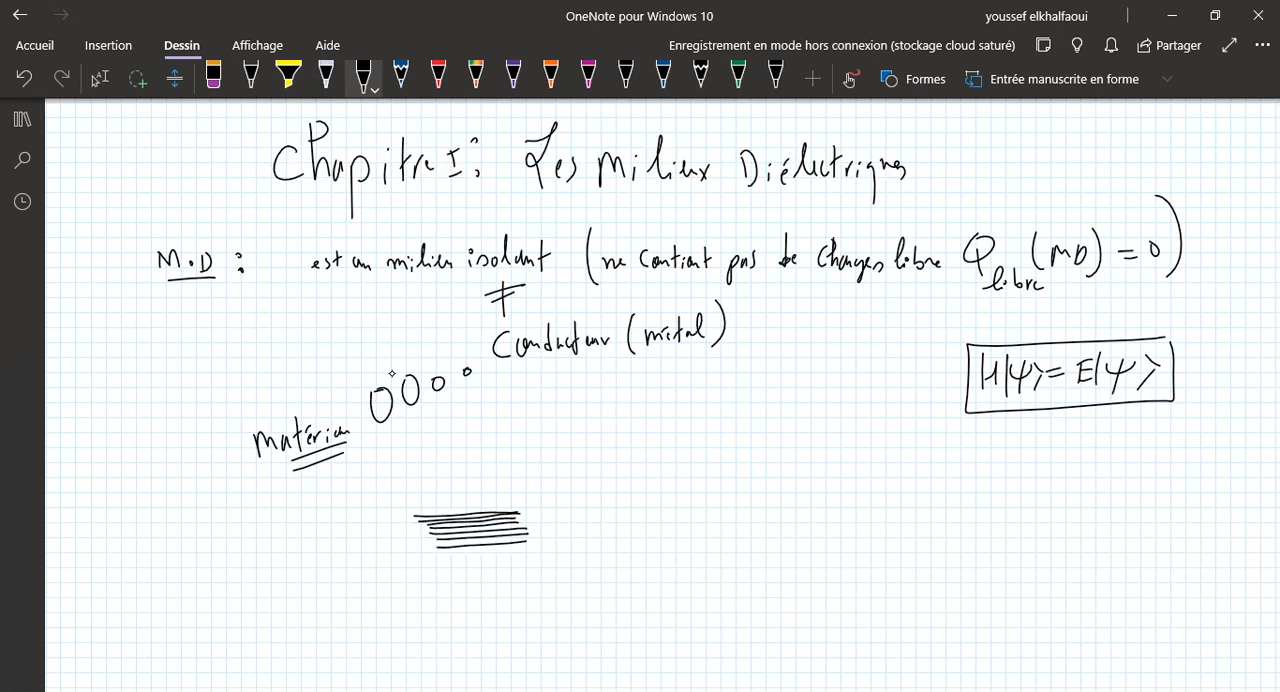 OneNote pour Windows 10
youssef elkhalfaoui
Accueil Insertion Dessin Affichage Aide
Enregistrement en mode hors connexion (stockage cloud saturé)
Partager
Formes
Entrée manuscrite en forme
Chapitre I : Les Milieux Diélectriques
M.D : est un milieu isolant (ne contient pas de charges libre Q libre (MD) = 0)
≠
Conducteur (métal)
H|ψ> = E|ψ>
matériau